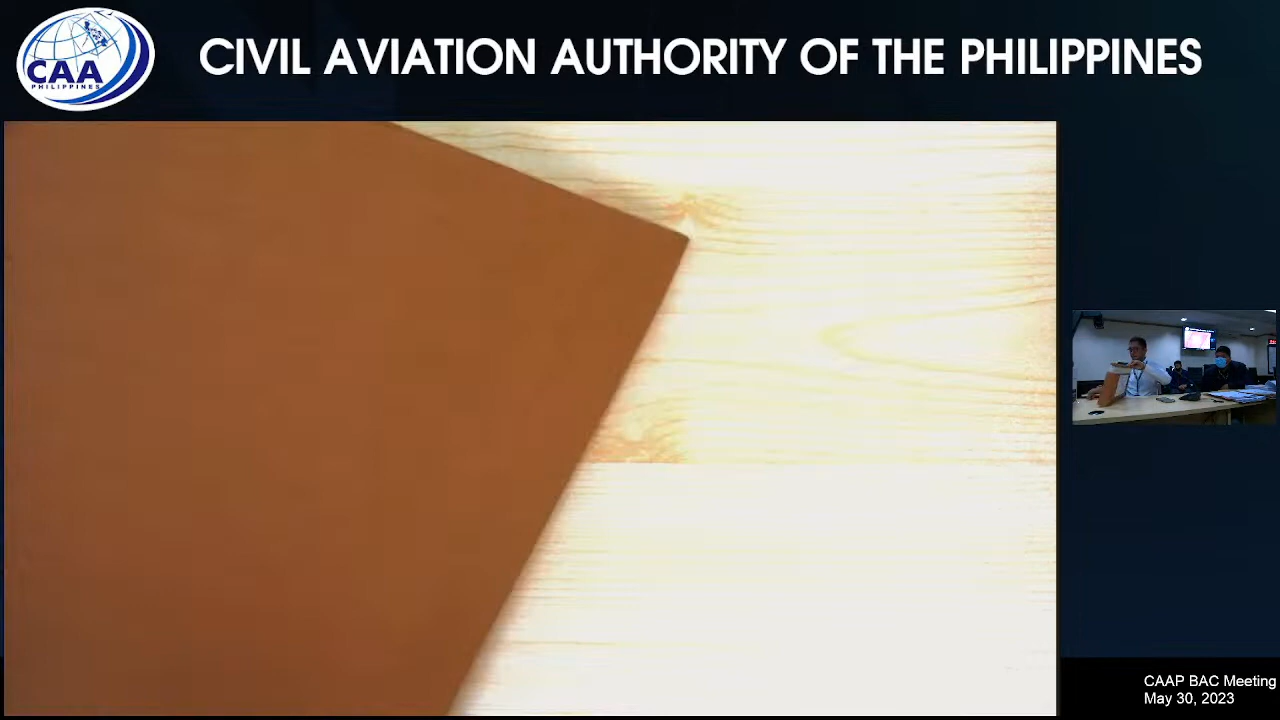 CAA
PHILIPPINES
CIVIL AVIATION AUTHORITY OF THE PHILIPPINES
CAAP BAC Meeting
May 30, 2023